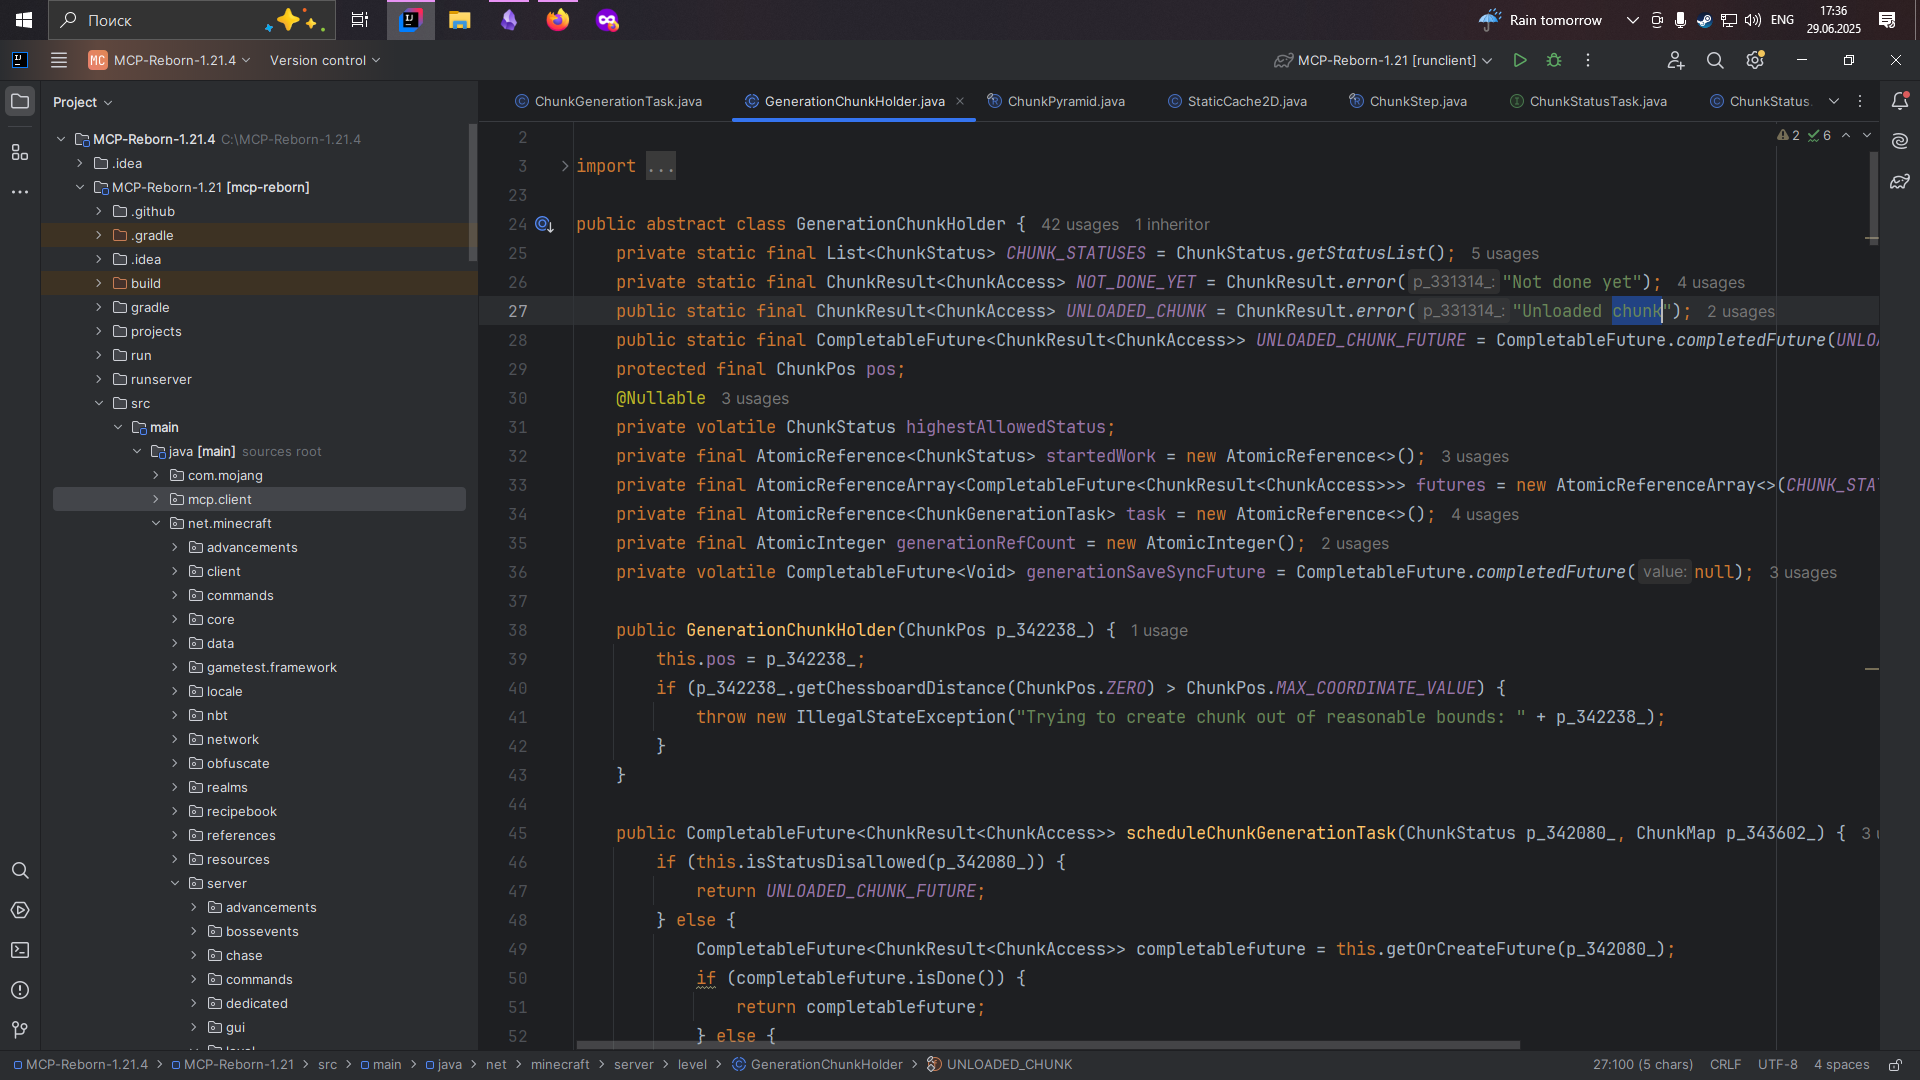 Поиск
Rain tomorrow
ENG
17:36
29.06.2025
MC
MCP-Reborn-1.21.4
Version control
MCP-Reborn-1.21 [runclient]
Project
ChunkGenerationTask.java
GenerationChunkHolder.java
ChunkPyramid.java
StaticCache2D.java
ChunkStep.java
ChunkStatusTask.java
ChunkStatus.
MCP-Reborn-1.21.4 C:\MCP-Reborn-1.21.4
.idea
MCP-Reborn-1.21 [mcp-reborn]
.github
.gradle
.idea
build
gradle
projects
run
runserver
src
main
java [main] sources root
com.mojang
mcp.client
net.minecraft
advancements
client
commands
core
data
gametest.framework
locale
nbt
network
obfuscate
realms
recipebook
references
resources
server
advancements
bossevents
chase
commands
dedicated
gui
2 6
2
3 import ...
23
24 public abstract class GenerationChunkHolder { 42 usages 1 inheritor
25 private static final List<ChunkStatus> CHUNK_STATUSES = ChunkStatus.getStatusList(); 5 usages
26 private static final ChunkResult<ChunkAccess> NOT_DONE_YET = ChunkResult.error( p_331314_: "Not done yet"); 4 usages
27 public static final ChunkResult<ChunkAccess> UNLOADED_CHUNK = ChunkResult.error( p_331314_: "Unloaded chunk"); 2 usages
28 public static final CompletableFuture<ChunkResult<ChunkAccess>> UNLOADED_CHUNK_FUTURE = CompletableFuture.completedFuture(UNLO
29 protected final ChunkPos pos;
30 @Nullable 3 usages
31 private volatile ChunkStatus highestAllowedStatus;
32 private final AtomicReference<ChunkStatus> startedWork = new AtomicReference<>(); 3 usages
33 private final AtomicReferenceArray<CompletableFuture<ChunkResult<ChunkAccess>>> futures = new AtomicReferenceArray<>(CHUNK_STAT
34 private final AtomicReference<ChunkGenerationTask> task = new AtomicReference<>(); 4 usages
35 private final AtomicInteger generationRefCount = new AtomicInteger(); 2 usages
36 private volatile CompletableFuture<Void> generationSaveSyncFuture = CompletableFuture.completedFuture( value: null); 3 usages
37
38 public GenerationChunkHolder(ChunkPos p_342238_) { 1 usage
39 this.pos = p_342238_;
40 if (p_342238_.getChessboardDistance(ChunkPos.ZERO) > ChunkPos.MAX_COORDINATE_VALUE) {
41 throw new IllegalStateException("Trying to create chunk out of reasonable bounds: " + p_342238_);
42 }
43 }
44
45 public CompletableFuture<ChunkResult<ChunkAccess>> scheduleChunkGenerationTask(ChunkStatus p_342080_, ChunkMap p_343602_) { 3 u
46 if (this.isStatusDisallowed(p_342080_)) {
47 return UNLOADED_CHUNK_FUTURE;
48 } else {
49 CompletableFuture<ChunkResult<ChunkAccess>> completablefuture = this.getOrCreateFuture(p_342080_);
50 if (completablefuture.isDone()) {
51 return completablefuture;
52 } else {
MCP-Reborn-1.21.4 > MCP-Reborn-1.21 > src > main > java > net > minecraft > server > level > GenerationChunkHolder > UNLOADED_CHUNK
27:100 (5 chars) CRLF UTF-8 4 spaces